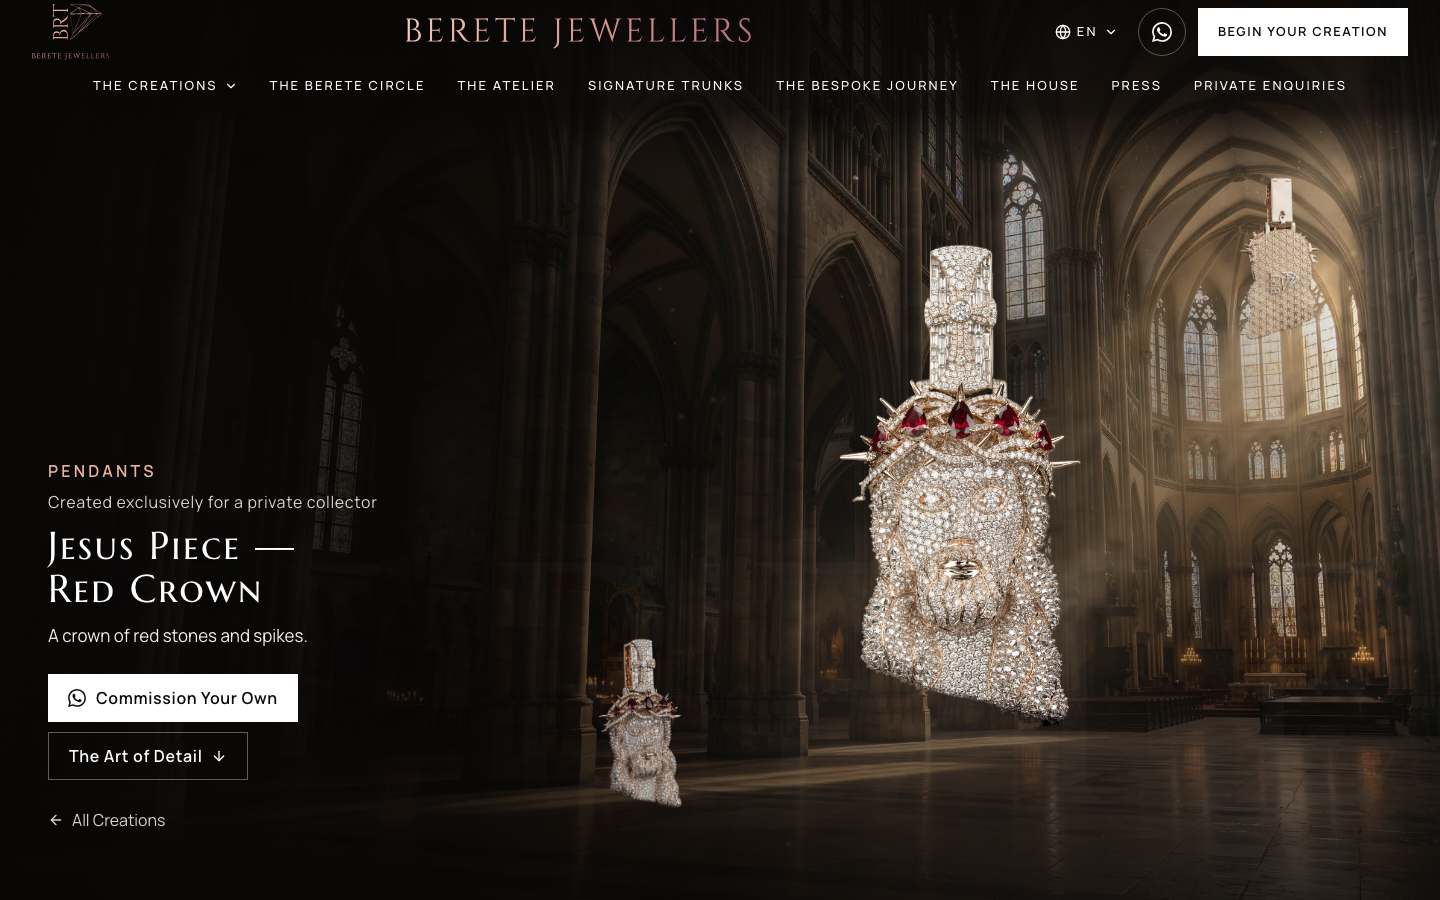 BRT
BERETE JEWELLERS
BERETE JEWELLERS
EN
BEGIN YOUR CREATION
THE CREATIONS
THE BERETE CIRCLE
THE ATELIER
SIGNATURE TRUNKS
THE BESPOKE JOURNEY
THE HOUSE
PRESS
PRIVATE ENQUIRIES
PENDANTS
Created exclusively for a private collector
Jesus Piece —
Red Crown
A crown of red stones and spikes.
Commission Your Own
The Art of Detail
All Creations